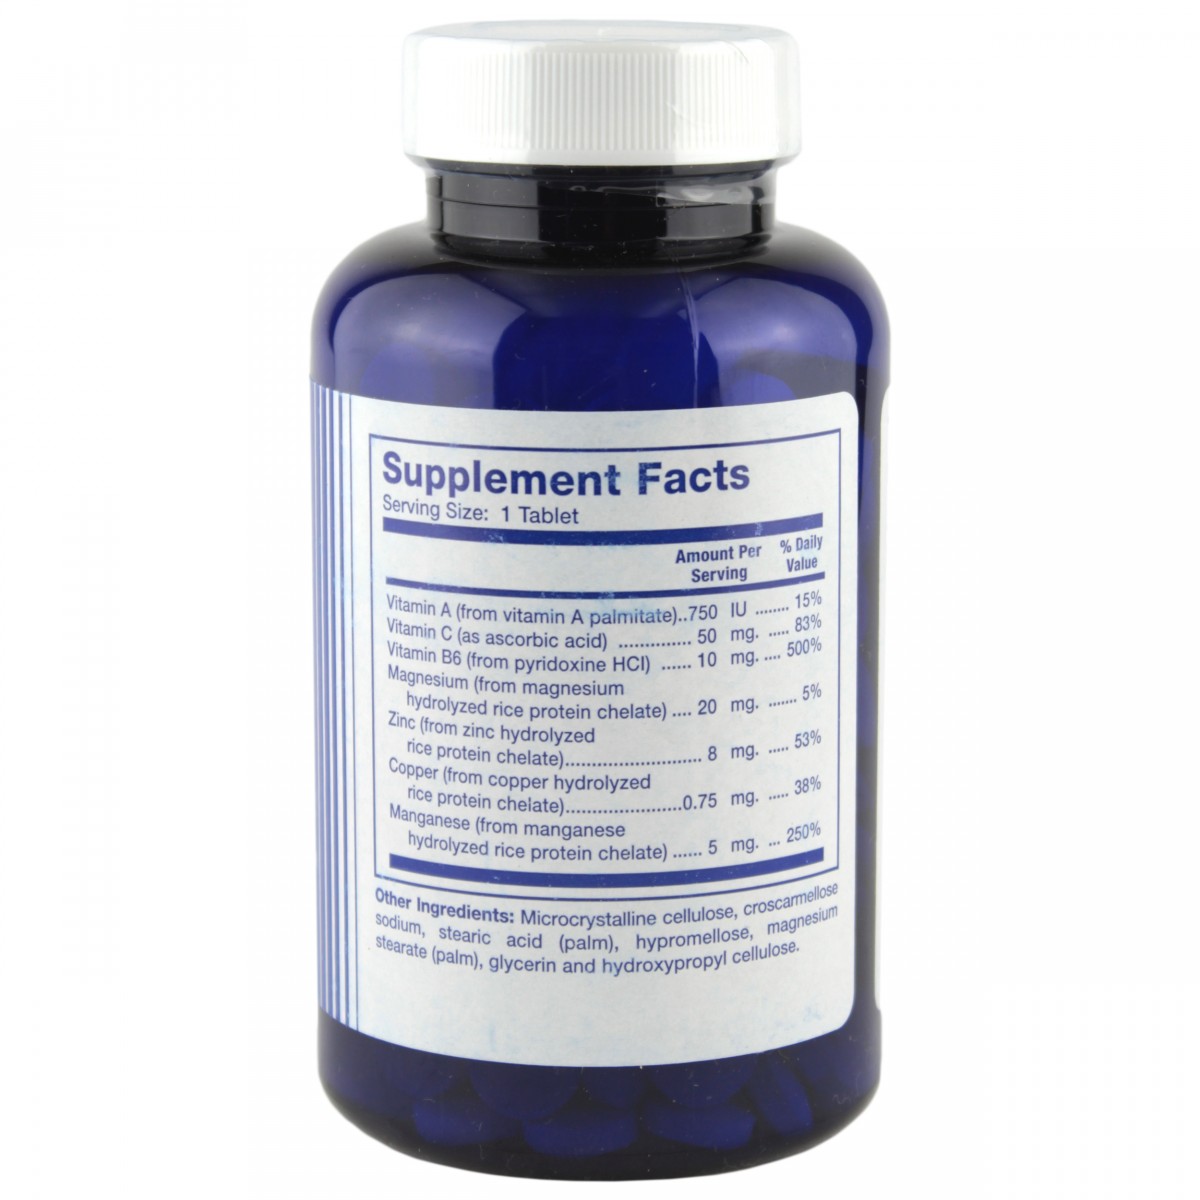 Supplement Facts
Serving Size: 1 Tablet
Amount Per % Daily
Serving Value
Vitamin A (from vitamin A palmitate)..750 IU ........ 15%
Vitamin C (as ascorbic acid) .............. 50 mg. ..... 83%
Vitamin B6 (from pyridoxine HCl) ...... 10 mg. .... 500%
Magnesium (from magnesium
hydrolyzed rice protein chelate) .... 20 mg. ....... 5%
Zinc (from zinc hydrolyzed
rice protein chelate)............................ 8 mg. ..... 53%
Copper (from copper hydrolyzed
rice protein chelate)........................0.75 mg. ..... 38%
Manganese (from manganese
hydrolyzed rice protein chelate) ...... 5 mg. ... 250%
Other Ingredients: Microcrystalline cellulose, croscarmellose
sodium, stearic acid (palm), hypromellose, magnesium
stearate (palm), glycerin and hydroxypropyl cellulose.